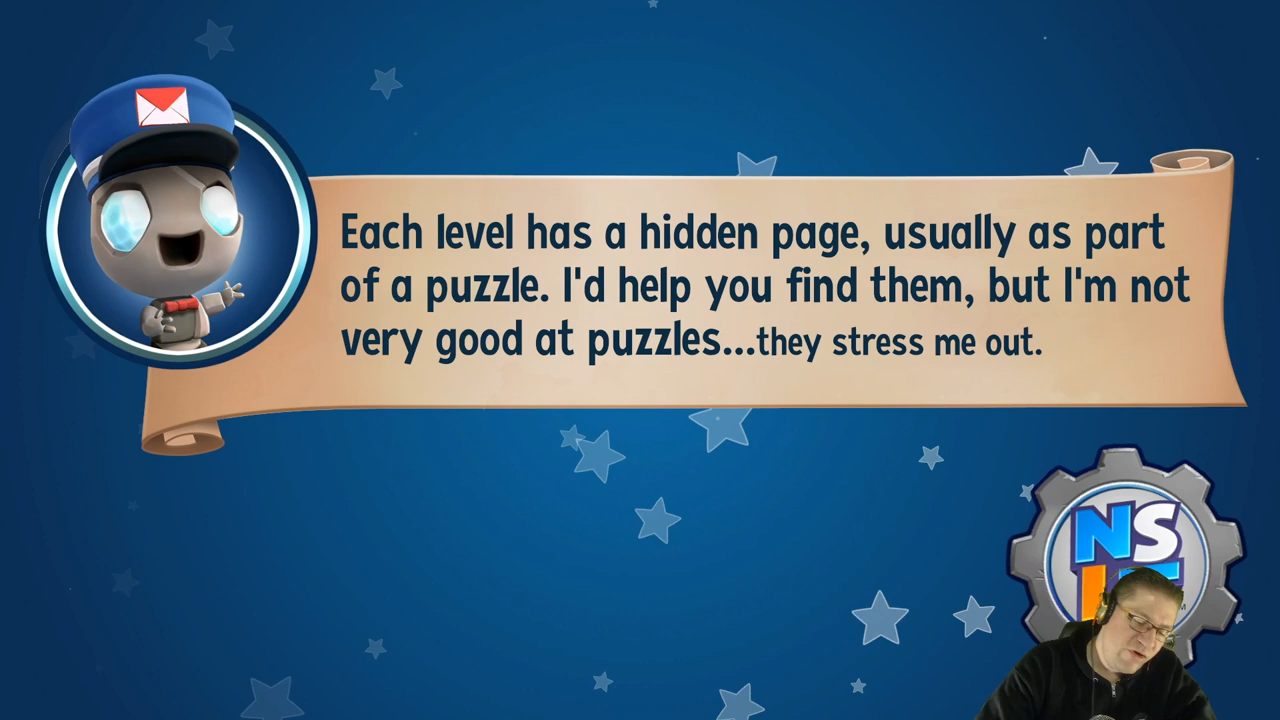 Each level has a hidden page, usually as part
of a puzzle. I'd help you find them, but I'm not
very good at puzzles...they stress me out.
NS